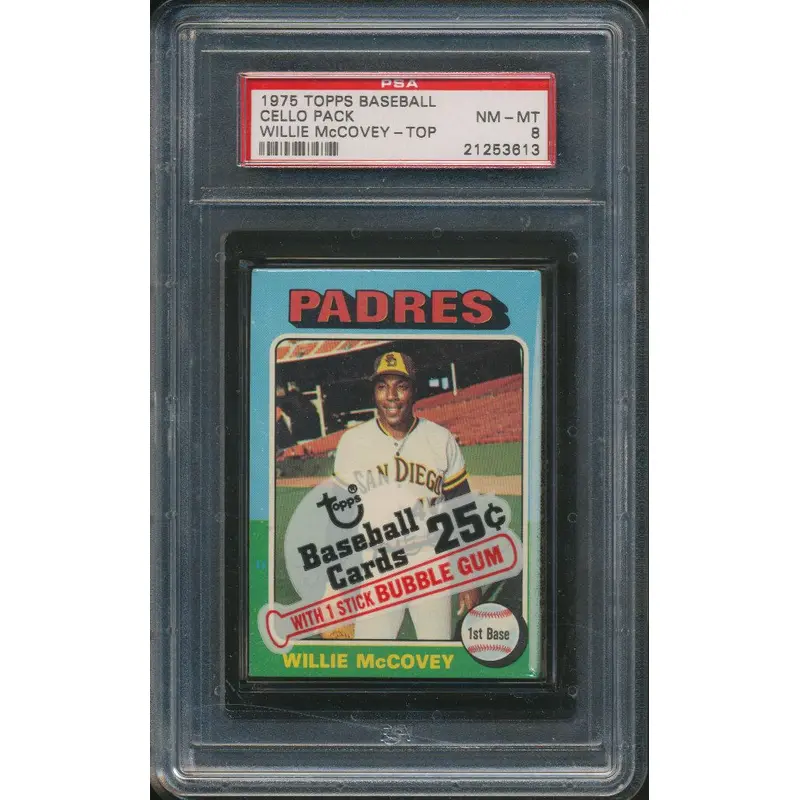 PSA
1975 TOPPS BASEBALL
CELLO PACK NM-MT
WILLIE McCOVEY-TOP 8
21253613
PADRES
SAN DIEGO
Topps®
Baseball
Cards 25¢
WITH 1 STICK BUBBLE GUM
1st Base
WILLIE McCOVEY